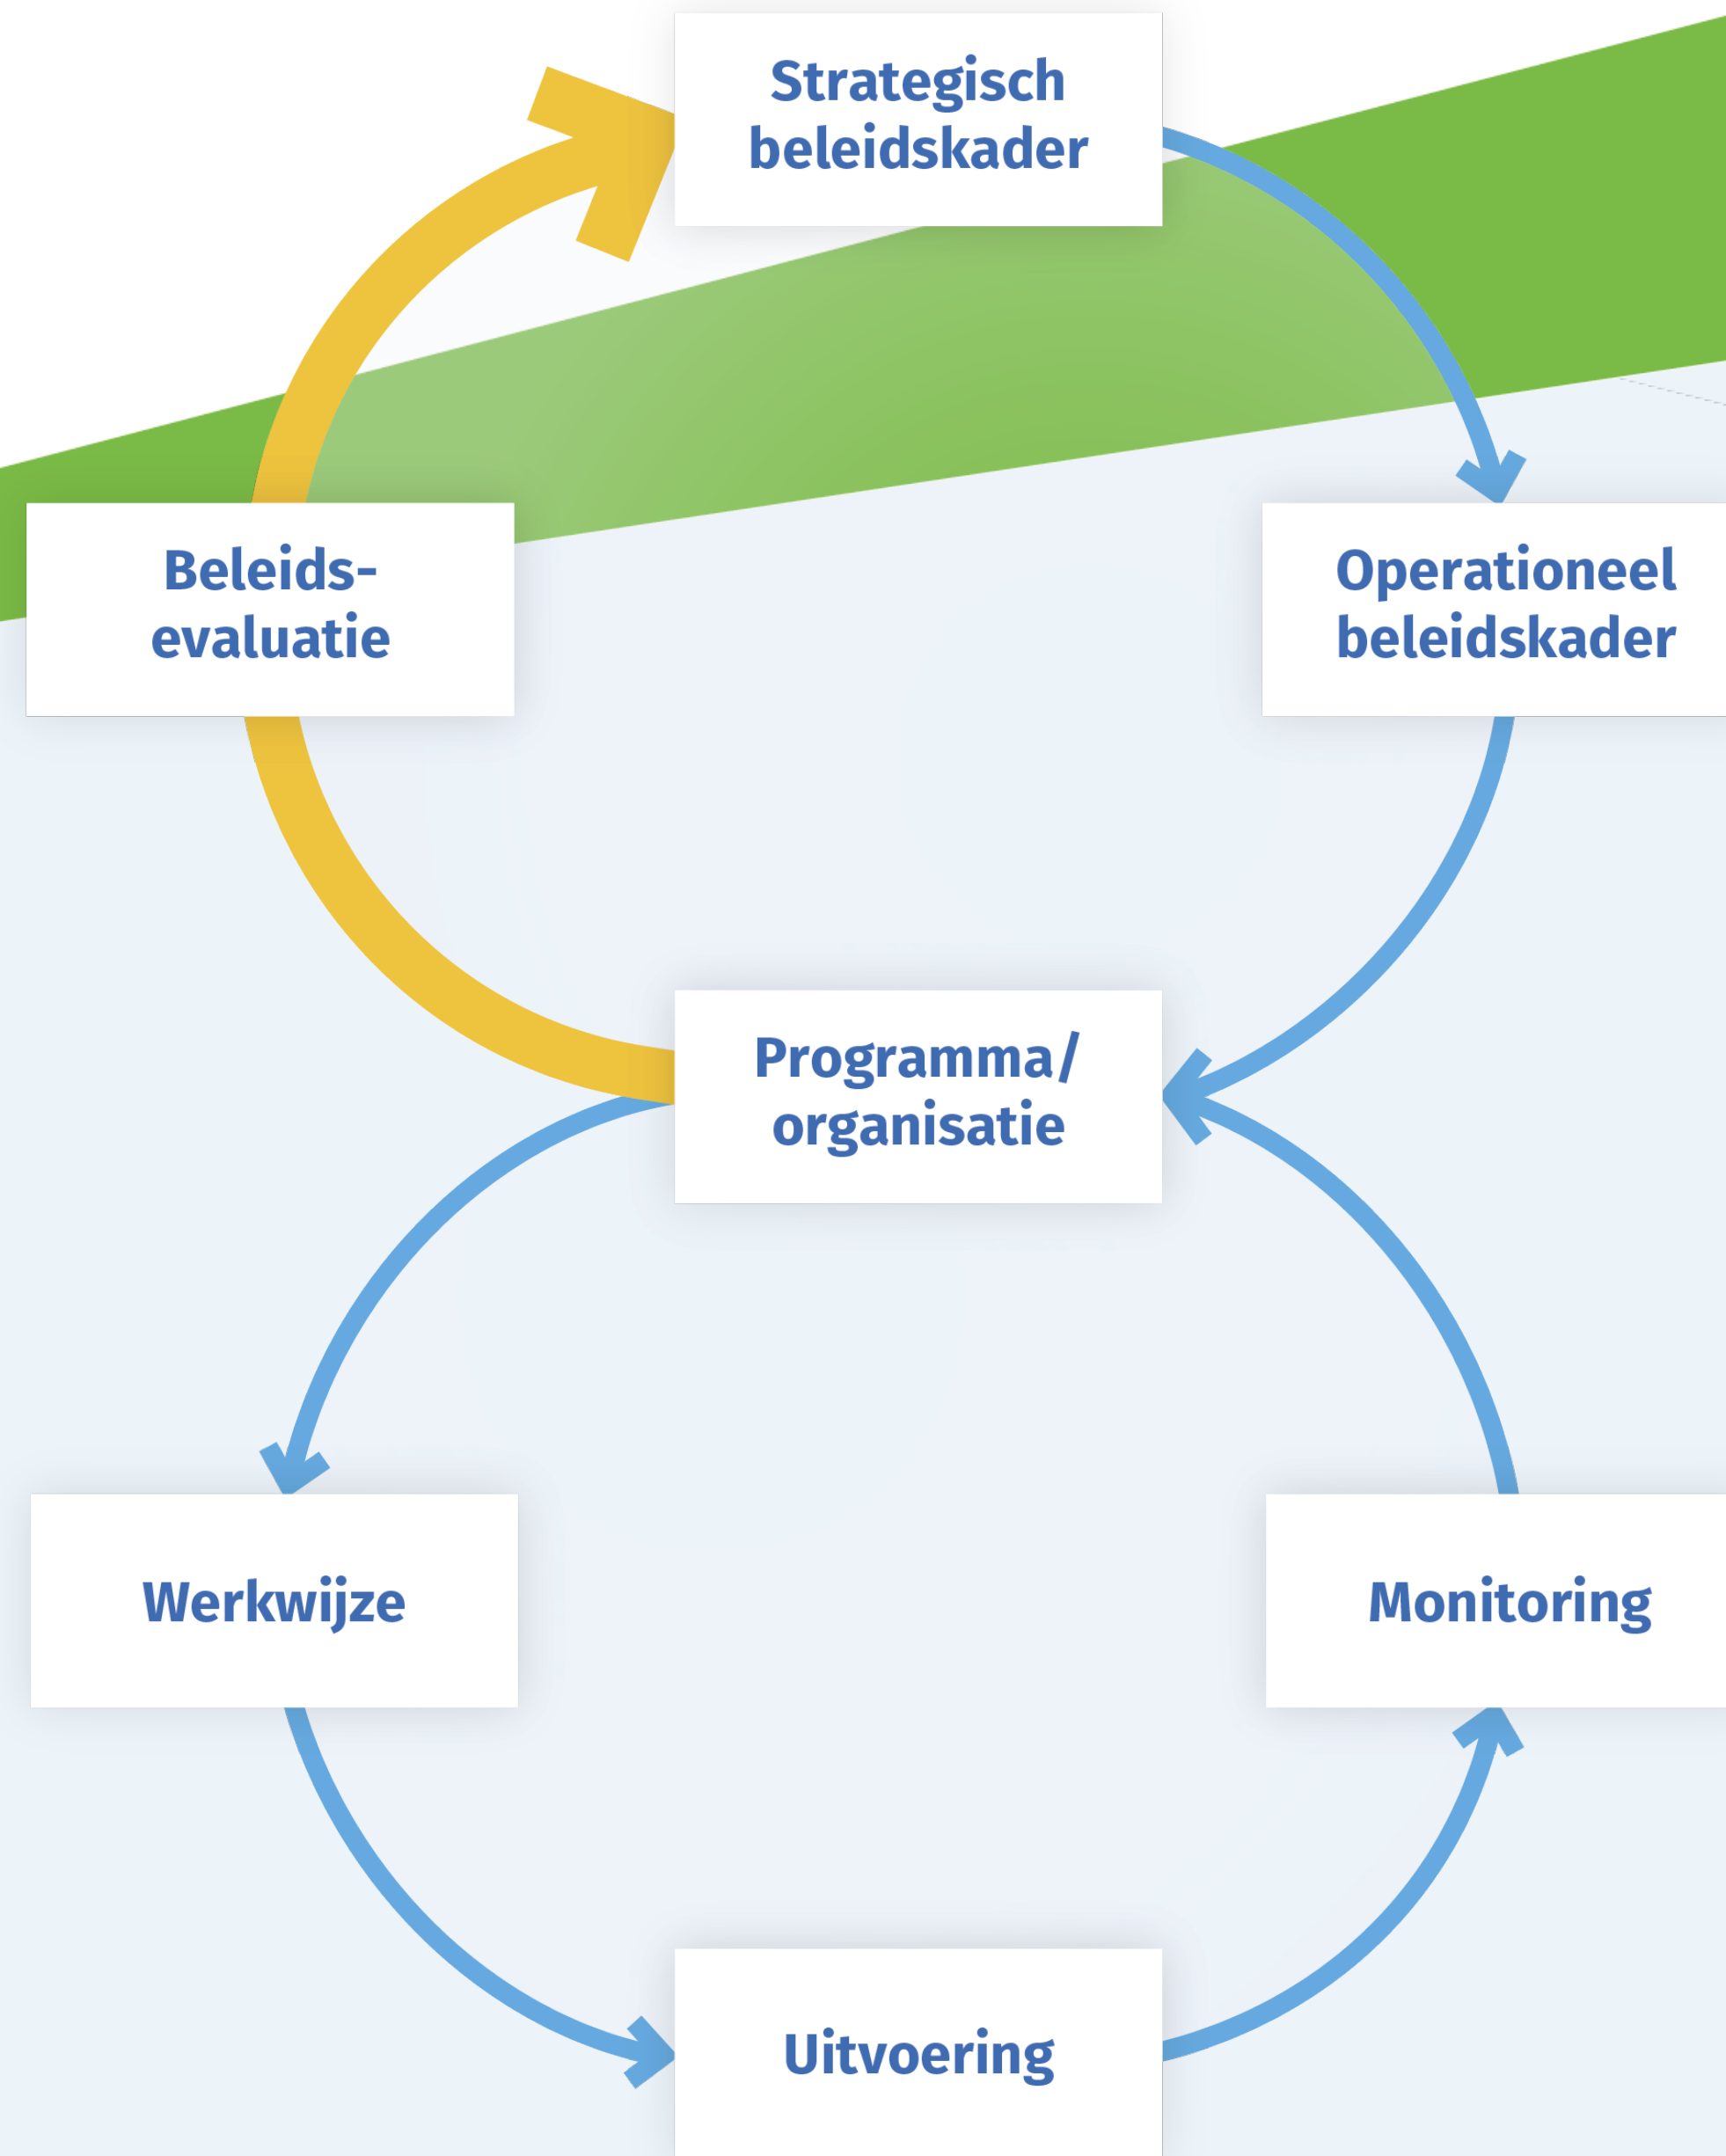 Strategisch
beleidskader
Beleids-
evaluatie
Operationeel
beleidskader
Programma/
organisatie
Werkwijze
Monitoring
Uitvoering